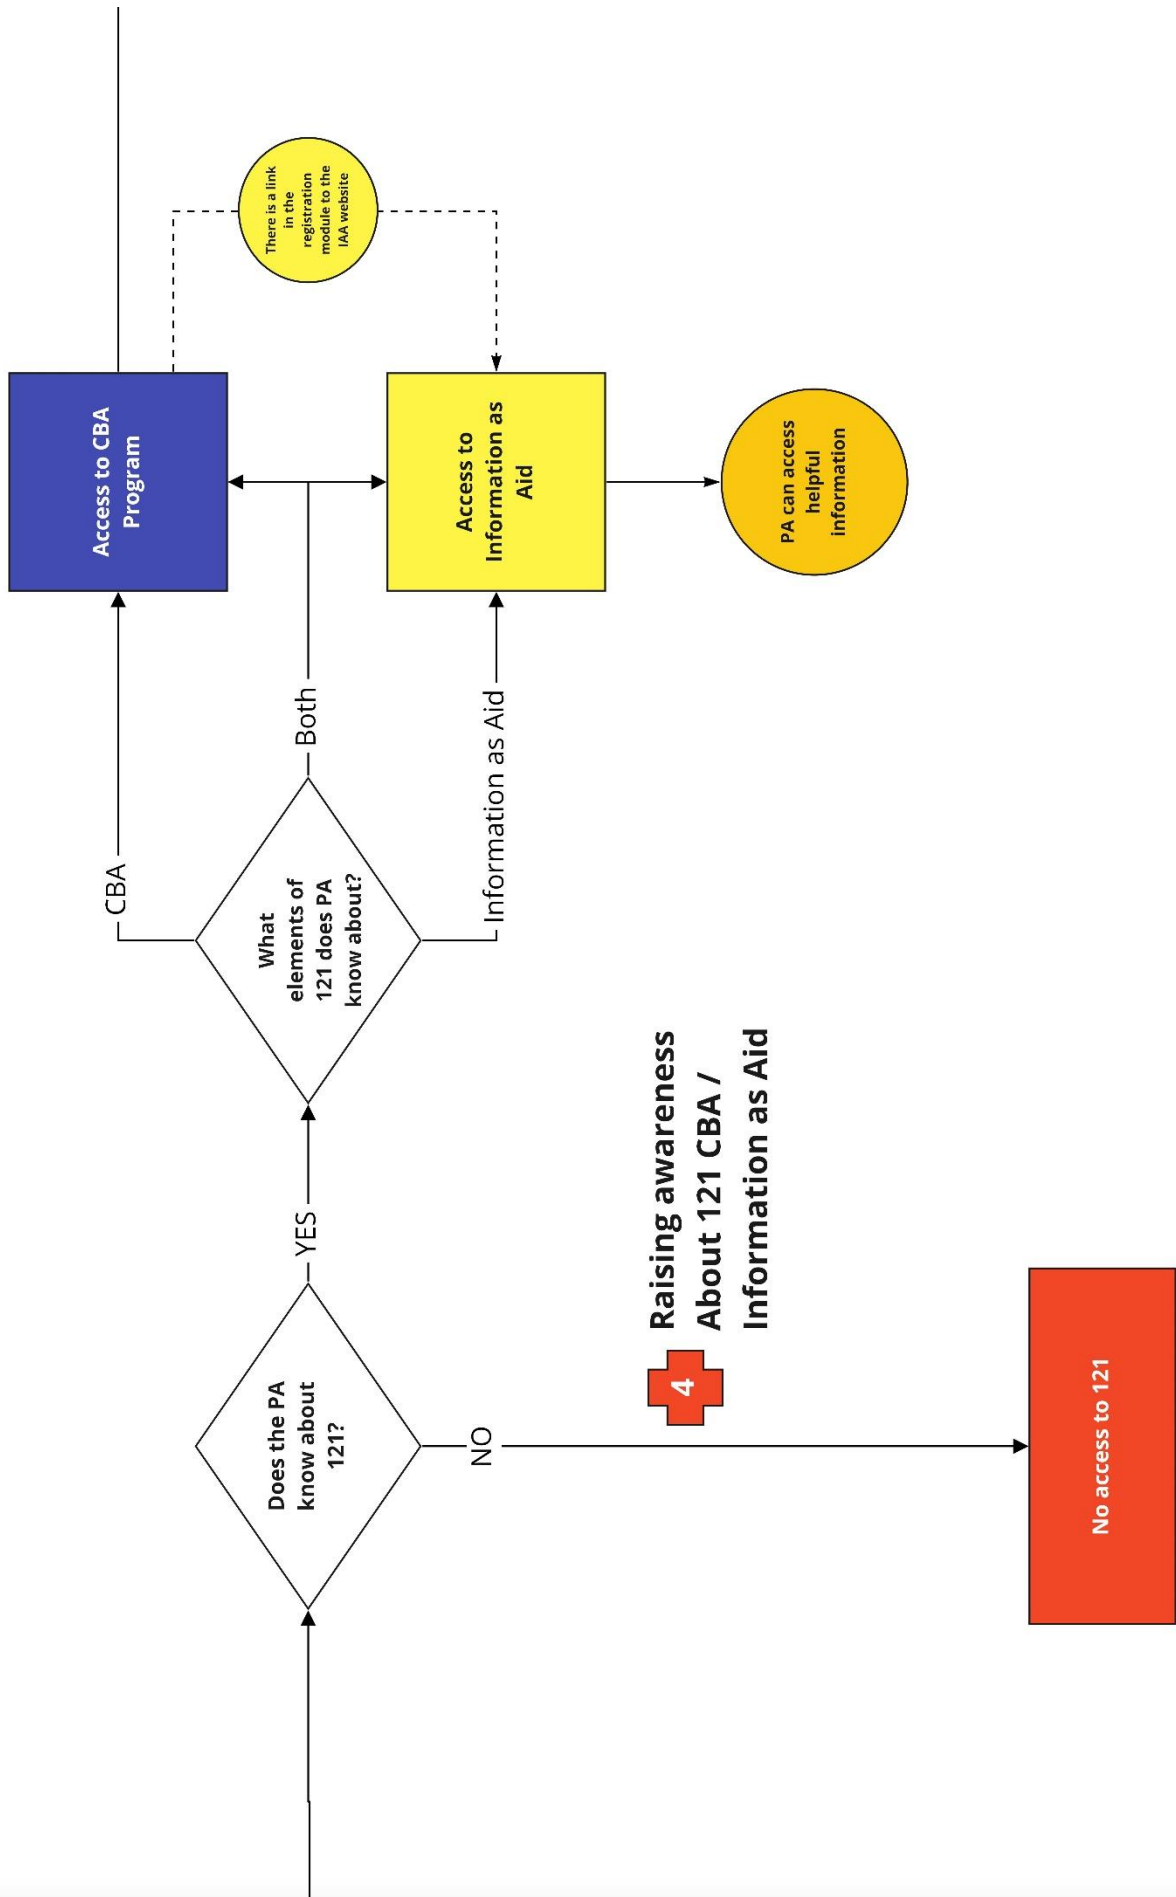 Does the PA
know about
121?
YES
NO
What
elements of
121 does PA
know about?
CBA
Both
Information as Aid
Access to CBA
Program
Access to
Information as
Aid
There is a link
in the
registration
module to the
IAA website
PA can access
helpful
information
4
Raising awareness
About 121 CBA /
Information as Aid
No access to 121